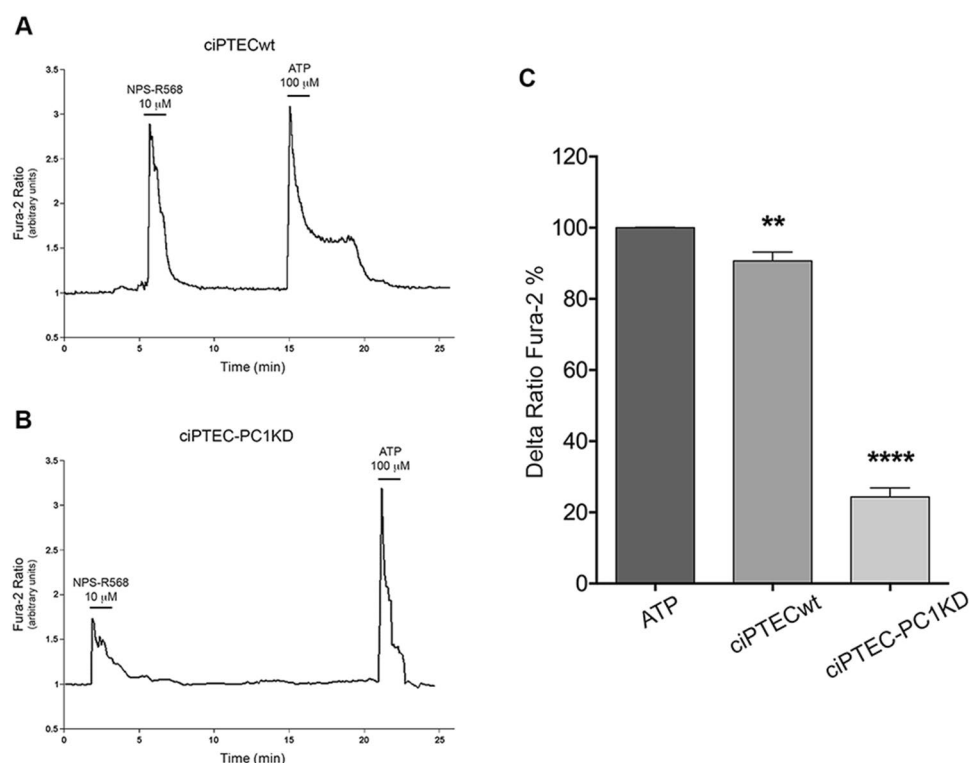 A
ciPTECwt
NPS-R568
10 μM
ATP
100 μM
3.5
3
2.5
2
1.5
1
0.5
Fura-2 Ratio
(arbitrary units)
0 5 10 15 20 25
Time (min)
B
ciPTEC-PC1KD
NPS-R568
10 μM
ATP
100 μM
3.5
3
2.5
2
1.5
1
0.5
Fura-2 Ratio
(arbitrary units)
0 5 10 15 20 25
Time (min)
C
Delta Ratio Fura-2 %
120
100
80
60
40
20
0
**
****
ATP
ciPTECwt
ciPTEC-PC1KD